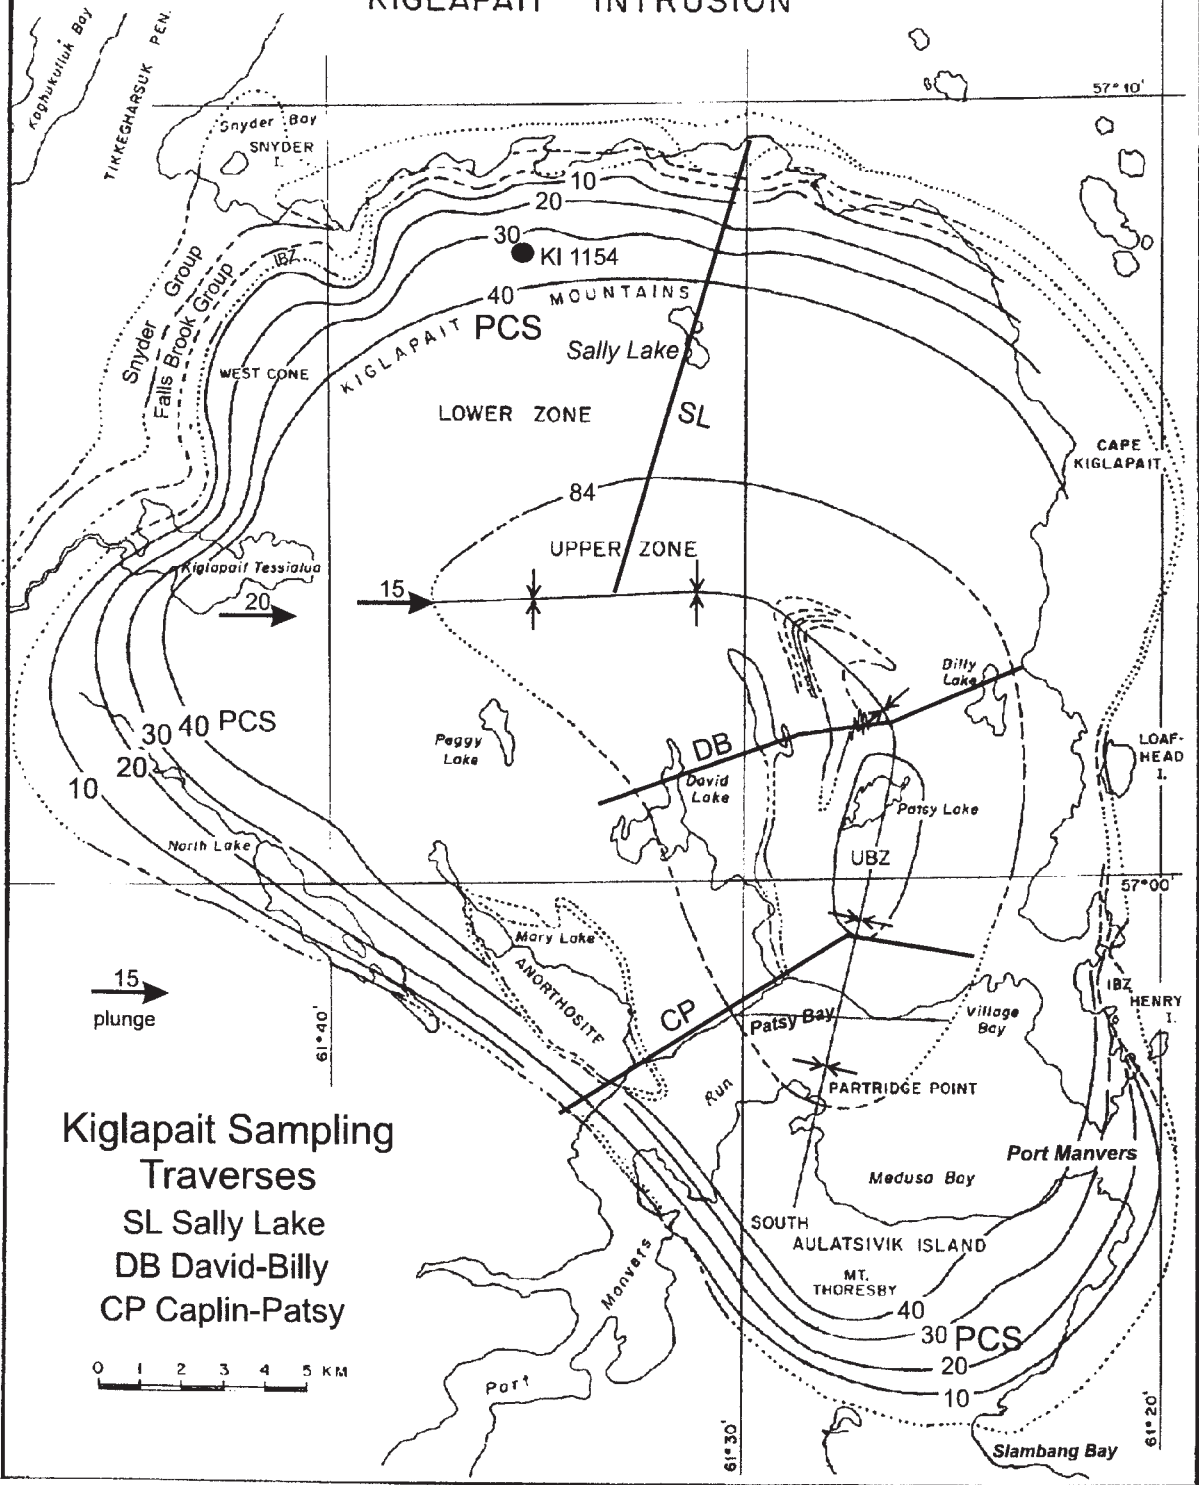 KIGLAPAIT INTRUSION
Kaghukulluk Bay
TIKKEGHARSUK PEN.
57° 10'
Snyder Bay
SNYDER
I.
10
20
30
KI 1154
40
MOUNTAINS
KIGLAPAIT
PCS
Sally Lake
IBZ
Snyder Group
Falls Brook Group
WEST CONE
LOWER ZONE
SL
CAPE
KIGLAPAIT
84
UPPER ZONE
Kiglapait Tessialua
20
15
Billy
Lake
30 40 PCS
20
10
Peggy
Lake
DB
David
Lake
LOAF-
HEAD
I.
Patsy Lake
North Lake
UBZ
57° 00'
Mary Lake
ANORTHOSITE
15
plunge
61° 40'
CP
Patsy Bay
Village
Bay
IBZ
HENRY
I.
Run
PARTRIDGE POINT
Port Manvers
Medusa Bay
Kiglapait Sampling
Traverses
SL Sally Lake
DB David-Billy
CP Caplin-Patsy
SOUTH
AULATSIVIK ISLAND
MT.
THORESBY
40
30 PCS
20
10
Manvers
Port
0 1 2 3 4 5 KM
61° 30'
61° 20'
Slambang Bay